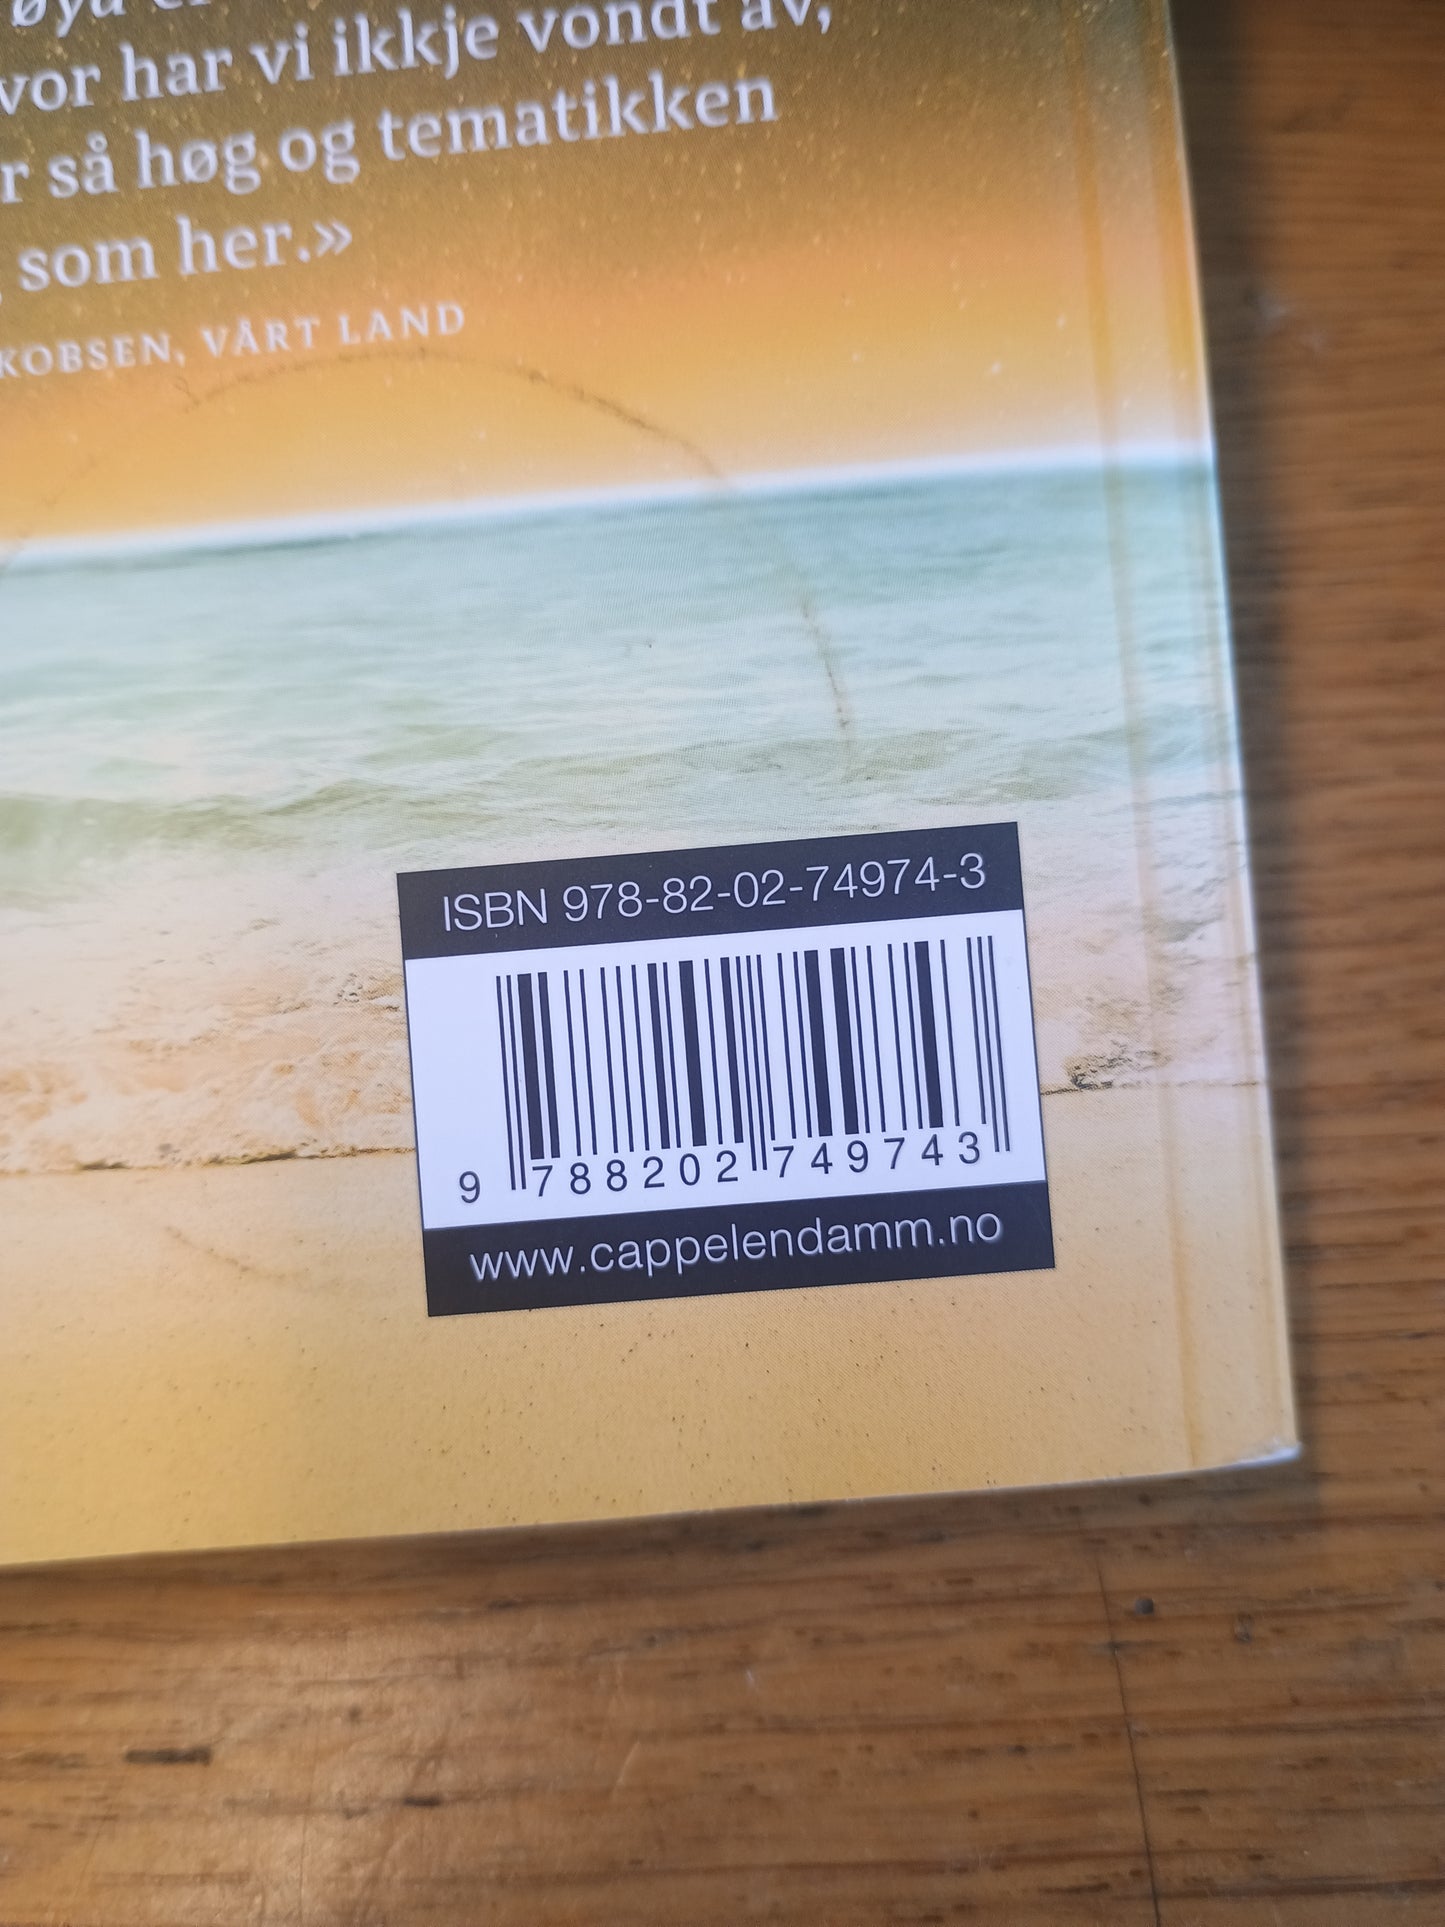 øya
vor har vi ikkje vondt av,
r så høg og tematikken
som her.»
KOBSEN, VÅRT LAND
ISBN 978-82-02-74974-3
9 788202 749743
www.cappelendamm.no